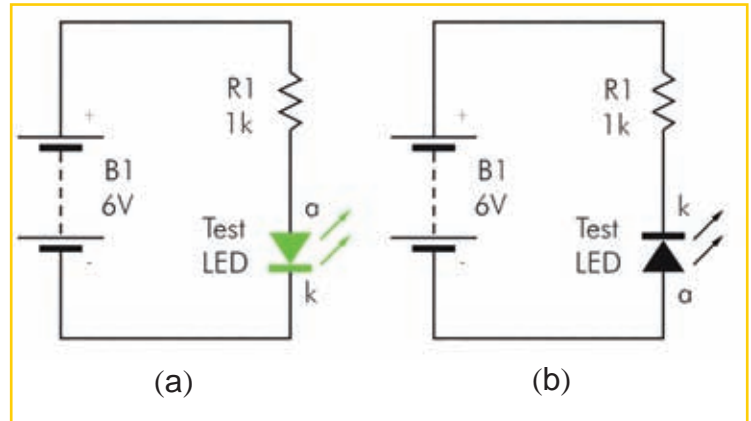 R1
1k
+
B1
6V
-
a
Test
LED
k
(a)
R1
1k
+
B1
6V
-
k
Test
LED
a
(b)